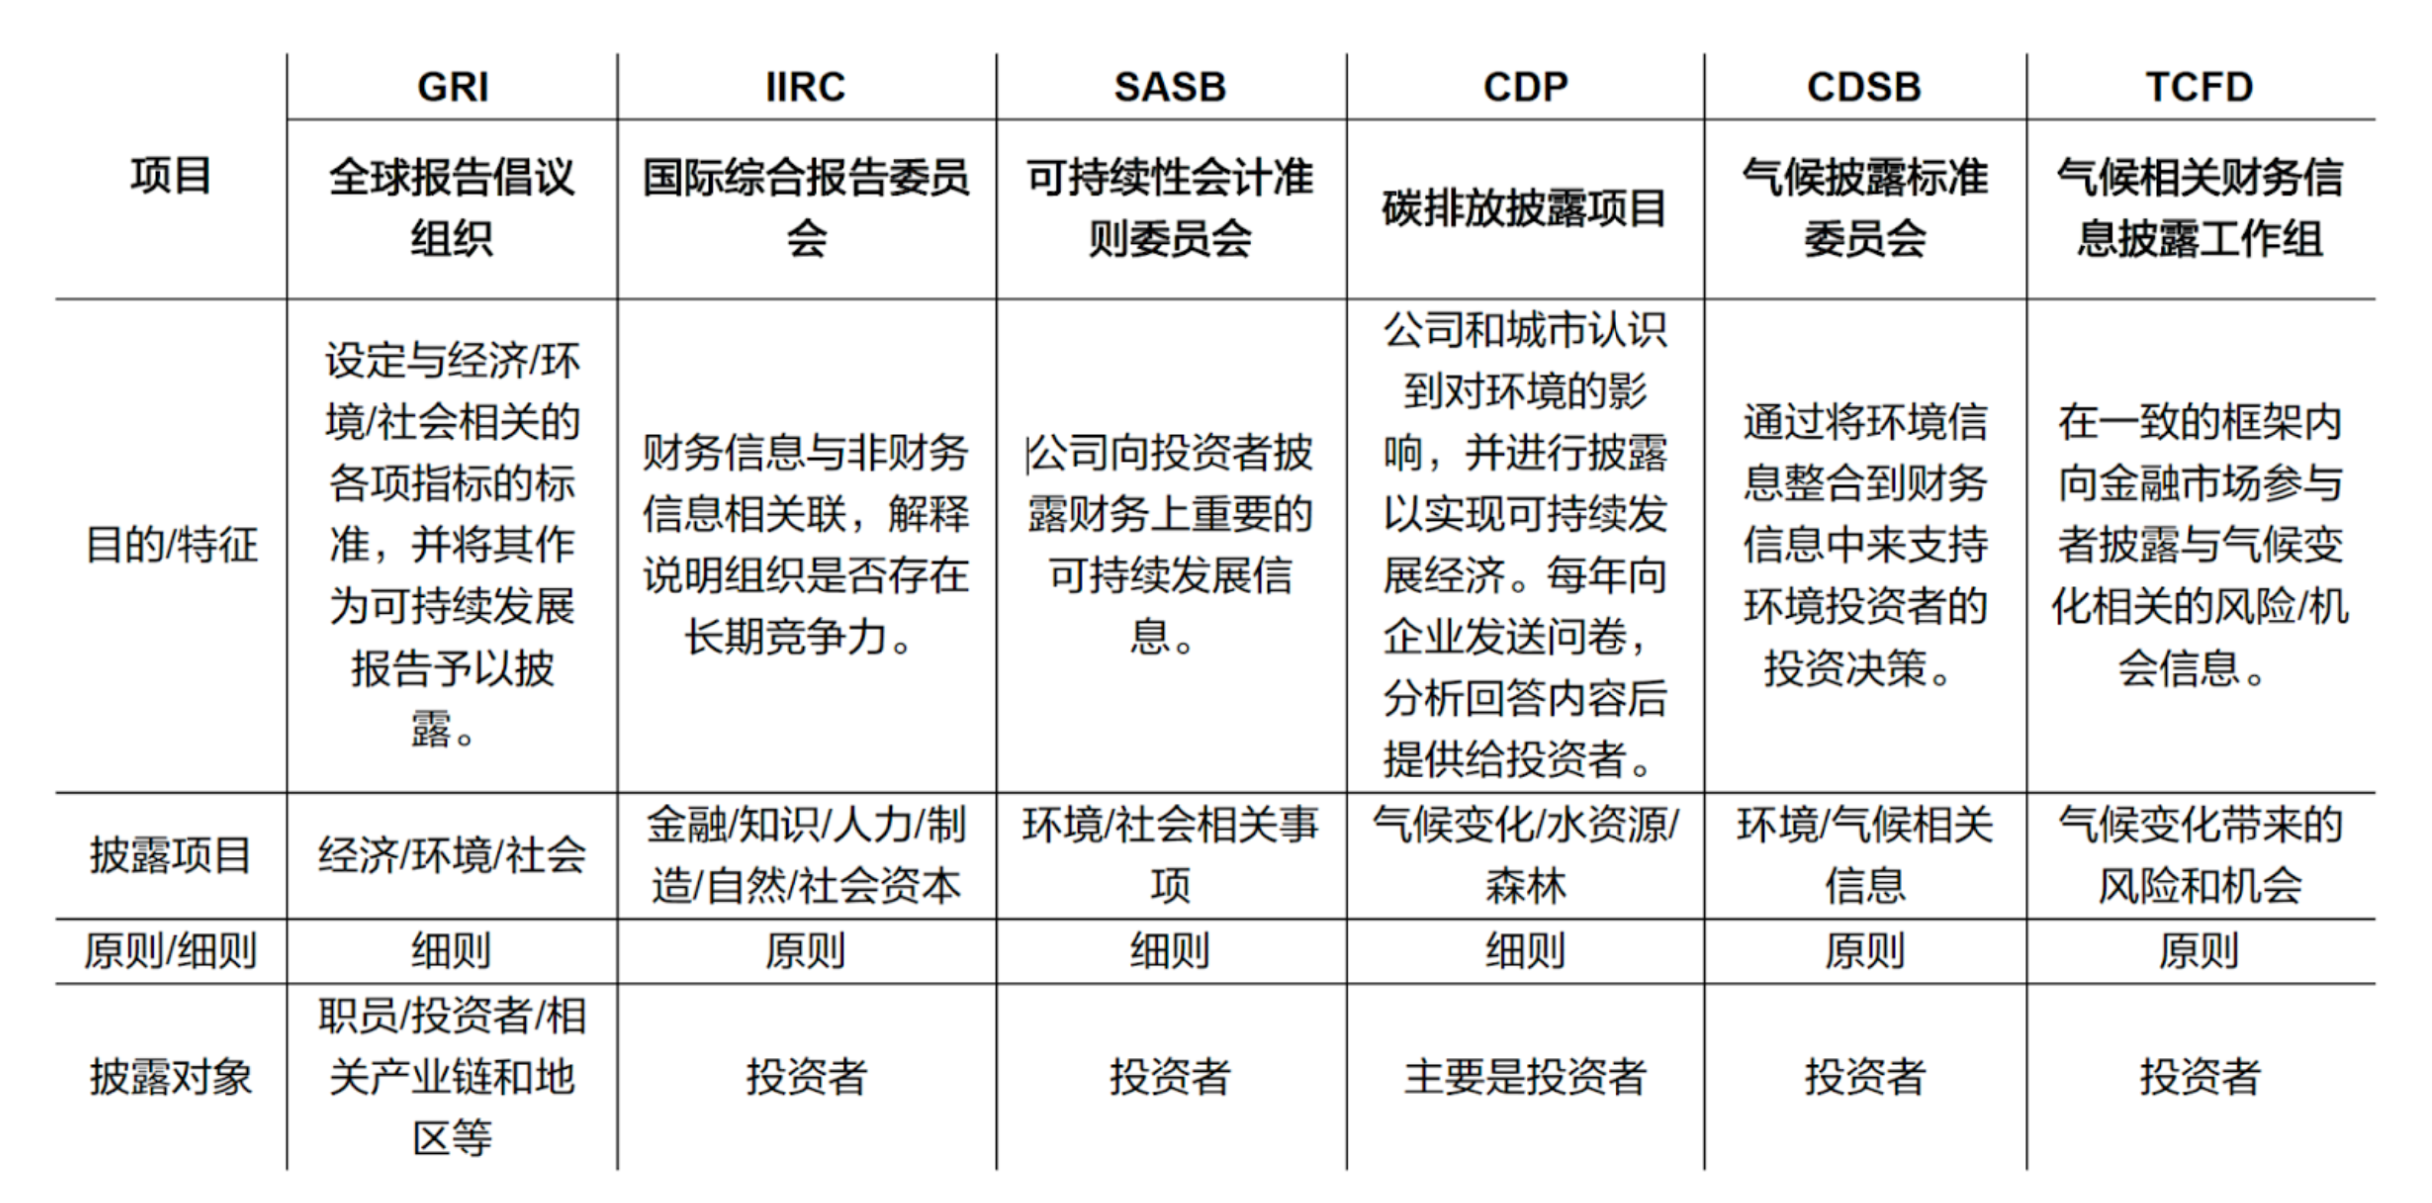 项目
GRI
IIRC
SASB
CDP
CDSB
TCFD
全球报告倡议
组织
国际综合报告委员
会
可持续性会计准
则委员会
碳排放披露项目
气候披露标准
委员会
气候相关财务信
息披露工作组
目的/特征
设定与经济/环
境/社会相关的
各项指标的标
准，并将其作
为可持续发展
报告予以披
露。
财务信息与非财务
信息相关联，解释
说明组织是否存在
长期竞争力。
公司向投资者披
露财务上重要的
可持续发展信
息。
公司和城市认识
到对环境的影
响，并进行披露
以实现可持续发
展经济。每年向
企业发送问卷，
分析回答内容后
提供给投资者。
通过将环境信
息整合到财务
信息中来支持
环境投资者的
投资决策。
在一致的框架内
向金融市场参与
者披露与气候变
化相关的风险/机
会信息。
披露项目
经济/环境/社会
金融/知识/人力/制
造/自然/社会资本
环境/社会相关事
项
气候变化/水资源/
森林
环境/气候相关
信息
气候变化带来的
风险和机会
原则/细则
细则
原则
细则
细则
原则
原则
披露对象
职员/投资者/相
关产业链和地
区等
投资者
投资者
主要是投资者
投资者
投资者